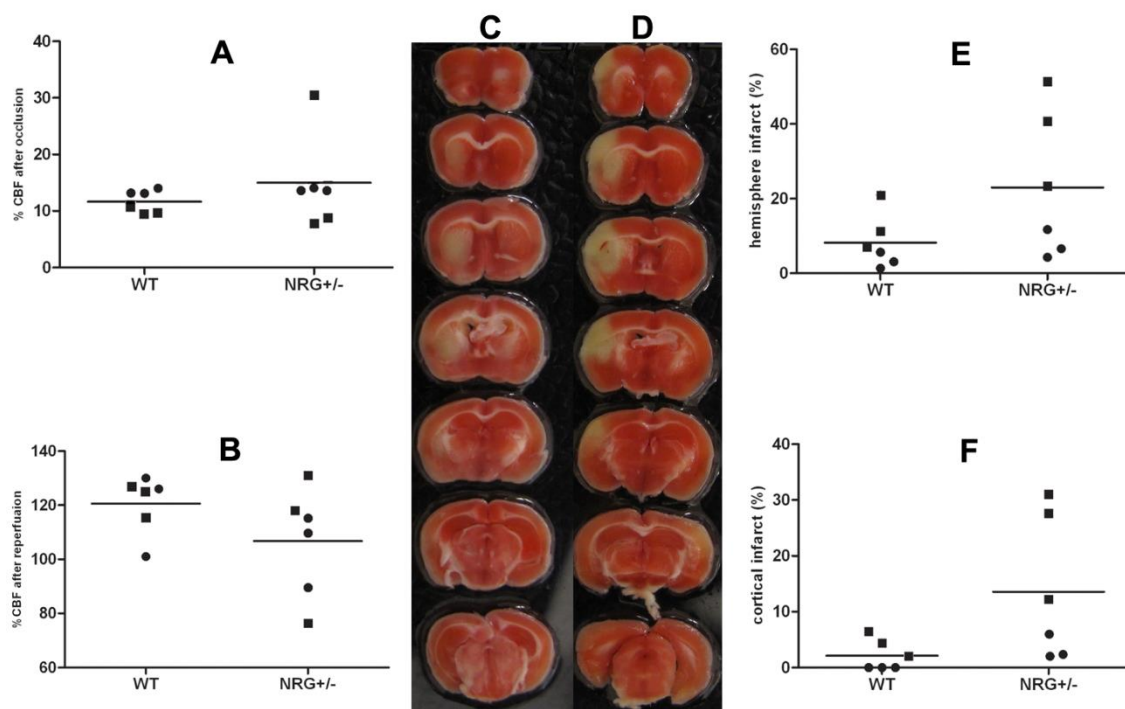 A
% CBF after occlusion
40
30
20
10
0
WT
NRG+/-
B
%CBF after reperfuaion
140
120
100
80
60
WT
NRG+/-
C
D
E
hemisphere infarct (%)
60
40
20
0
WT
NRG+/-
F
cortical infarct (%)
40
30
20
10
0
WT
NRG+/-